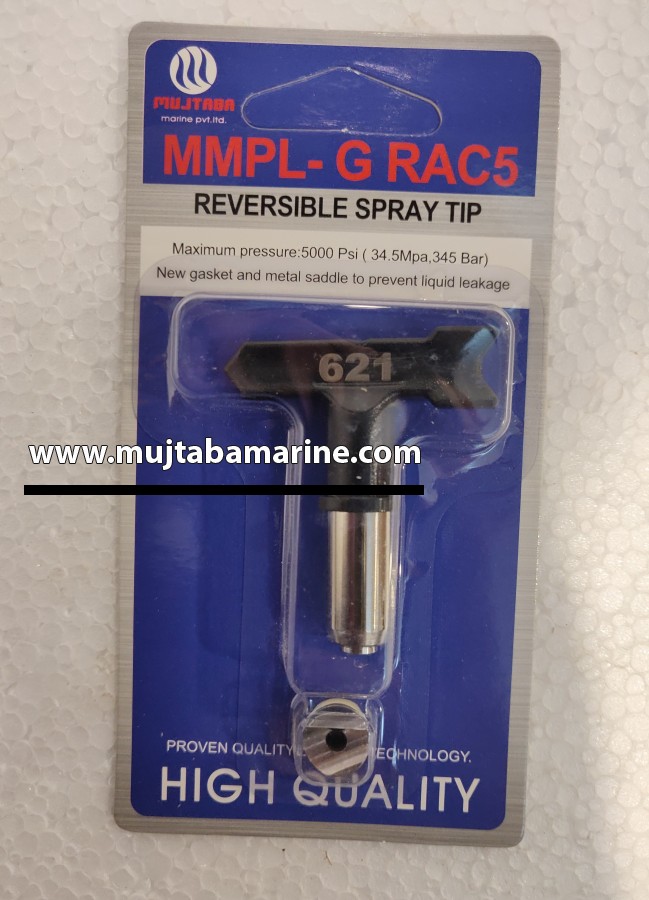 MUJTABA
marine pvt.ltd.
MMPL- G RAC5
REVERSIBLE SPRAY TIP
Maximum pressure:5000 Psi ( 34.5Mpa,345 Bar)
New gasket and metal saddle to prevent liquid leakage
621
www.mujtabamarine.com
PROVEN QUALITY TECHNOLOGY.
HIGH QUALITY